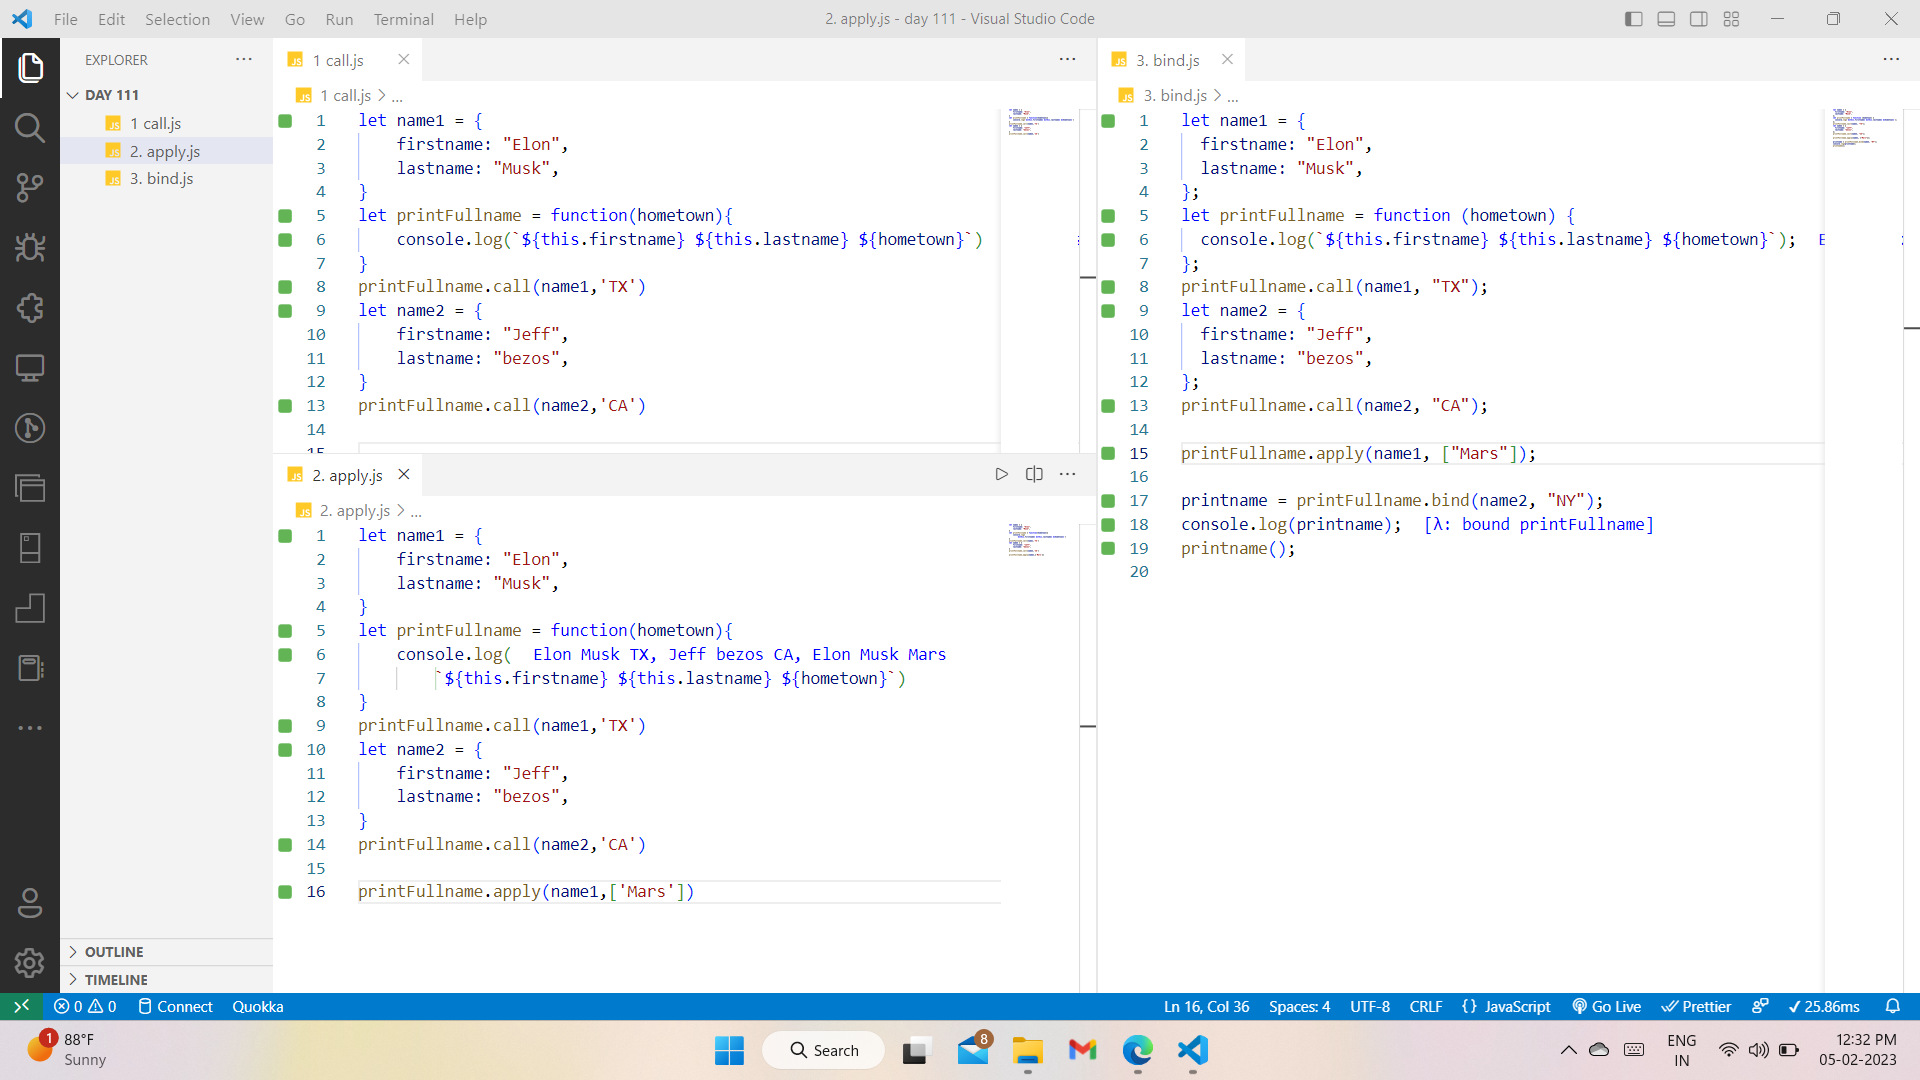 File Edit Selection View Go Run Terminal Help
2. apply.js - day 111 - Visual Studio Code
EXPLORER
DAY 111
1 call.js
2. apply.js
3. bind.js
OUTLINE
TIMELINE
1 call.js
1 call.js > ...
1 let name1 = {
2 firstname: "Elon",
3 lastname: "Musk",
4 }
5 let printFullname = function(hometown){
6 console.log(`${this.firstname} ${this.lastname} ${hometown}`)
7 }
8 printFullname.call(name1,'TX')
9 let name2 = {
10 firstname: "Jeff",
11 lastname: "bezos",
12 }
13 printFullname.call(name2,'CA')
14
15
2. apply.js
2. apply.js > ...
1 let name1 = {
2 firstname: "Elon",
3 lastname: "Musk",
4 }
5 let printFullname = function(hometown){
6 console.log( Elon Musk TX, Jeff bezos CA, Elon Musk Mars
7 `${this.firstname} ${this.lastname} ${hometown}`)
8 }
9 printFullname.call(name1,'TX')
10 let name2 = {
11 firstname: "Jeff",
12 lastname: "bezos",
13 }
14 printFullname.call(name2,'CA')
15
16 printFullname.apply(name1,['Mars'])
3. bind.js
3. bind.js > ...
1 let name1 = {
2 firstname: "Elon",
3 lastname: "Musk",
4 };
5 let printFullname = function (hometown) {
6 console.log(`${this.firstname} ${this.lastname} ${hometown}`); E
7 };
8 printFullname.call(name1, "TX");
9 let name2 = {
10 firstname: "Jeff",
11 lastname: "bezos",
12 };
13 printFullname.call(name2, "CA");
14
15 printFullname.apply(name1, ["Mars"]);
16
17 printname = printFullname.bind(name2, "NY");
18 console.log(printname); [λ: bound printFullname]
19 printname();
20
0 0 Connect Quokka
Ln 16, Col 36 Spaces: 4 UTF-8 CRLF {} JavaScript Go Live Prettier 25.86ms
1
88°F
Sunny
Search
8
ENG
IN
12:32 PM
05-02-2023